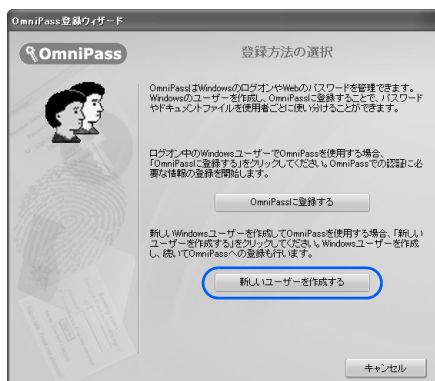 OmniPass登録ウィザード
OmniPass
登録方法の選択
OmniPassはWindowsのログオンやWebのパスワードを管理できます。
Windowsのユーザーを作成し、OmniPassに登録することで、パスワード
やドキュメントファイルを使用者ごとに使い分けることができます。
ログオン中のWindowsユーザーでOmniPassを使用する場合、
「OmniPassに登録する」をクリックしてください。OmniPassでの認証に必
要な情報の登録を開始します。
OmniPassに登録する
新しいWindowsユーザーを作成してOmniPassを使用する場合、「新しい
ユーザーを作成する」をクリックしてください。Windowsユーザーを作成
し、続いてOmniPassへの登録も行います。
新しいユーザーを作成する
キャンセル